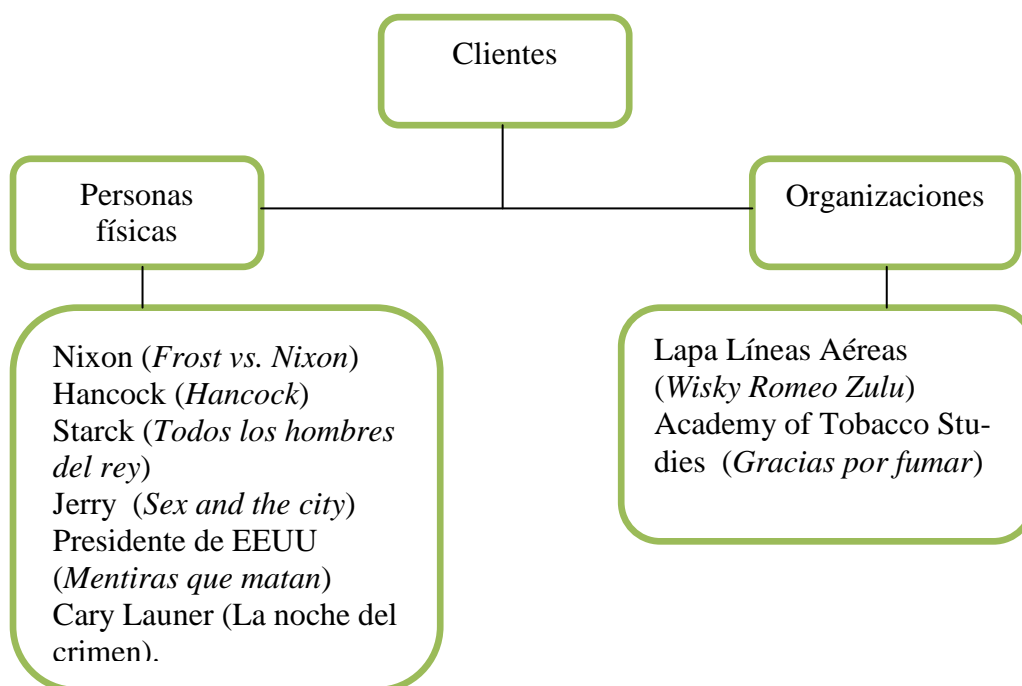 Clientes
Personas
físicas
Organizaciones
Nixon (Frost vs. Nixon)
Hancock (Hancock)
Starck (Todos los hombres
del rey)
Jerry  (Sex and the city)
Presidente de EEUU
(Mentiras que matan)
Cary Launer (La noche del
crimen).
Lapa Líneas Aéreas
(Wisky Romeo Zulu)
Academy of Tobacco Stu-
dies  (Gracias por fumar)